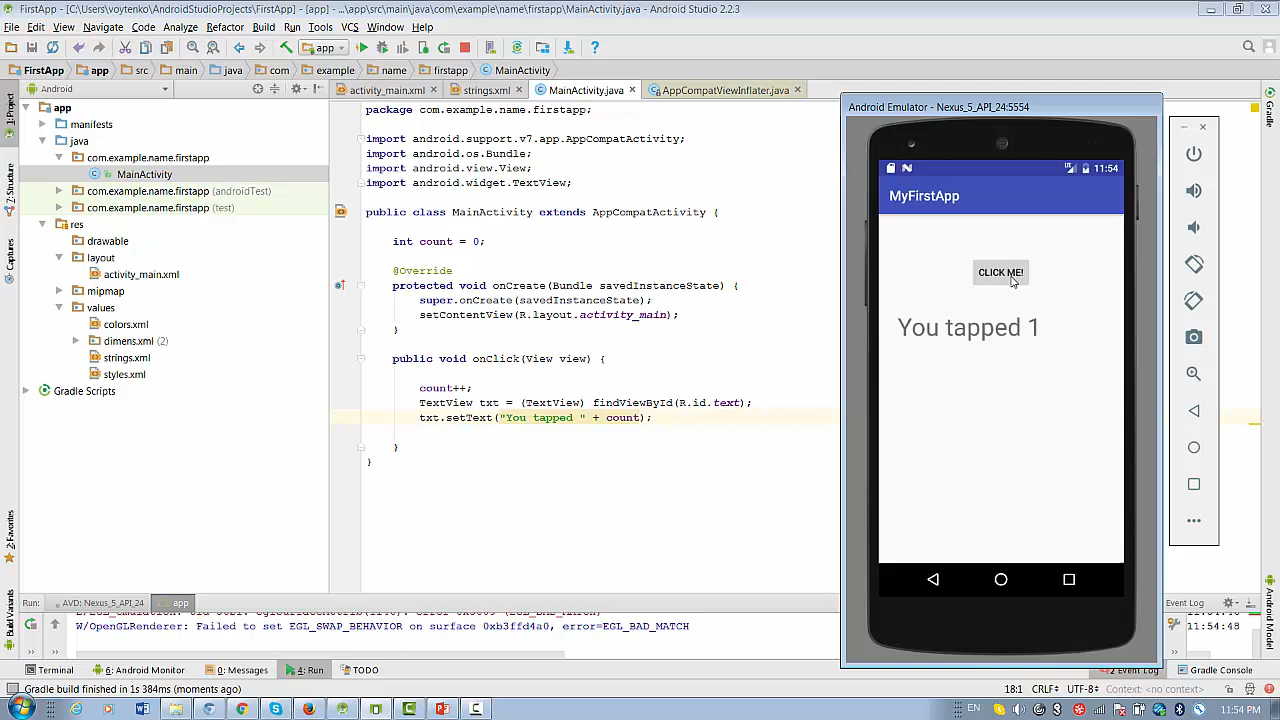 FirstApp - [C:\Users\voytenko\AndroidStudioProjects\FirstApp] - [app] - ...\app\src\main\java\com\example\name\firstapp\MainActivity.java - Android Studio 2.2.3
File Edit View Navigate Code Analyze Refactor Build Run Tools VCS Window Help
app
FirstApp app src main java com example name firstapp MainActivity
Android
activity_main.xml strings.xml MainActivity.java AppCompatViewInflater.java
1: Project
7: Structure
Captures
2: Favorites
Build Variants
Gradle
Android Model
app
manifests
java
com.example.name.firstapp
MainActivity
com.example.name.firstapp (androidTest)
com.example.name.firstapp (test)
res
drawable
layout
activity_main.xml
mipmap
values
colors.xml
dimens.xml (2)
strings.xml
styles.xml
Gradle Scripts
package com.example.name.firstapp;
import android.support.v7.app.AppCompatActivity;
import android.os.Bundle;
import android.view.View;
import android.widget.TextView;
public class MainActivity extends AppCompatActivity {
int count = 0;
@Override
protected void onCreate(Bundle savedInstanceState) {
super.onCreate(savedInstanceState);
setContentView(R.layout.activity_main);
}
public void onClick(View view) {
count++;
TextView txt = (TextView) findViewById(R.id.text);
txt.setText("You tapped " + count);
}
}
Android Emulator - Nexus_5_API_24:5554
11:54
MyFirstApp
CLICK ME!
You tapped 1
Run: AVD: Nexus_5_API_24 app
Event Log
W/OpenGLRenderer: Failed to set EGL_SWAP_BEHAVIOR on surface 0xb3ffd4a0, error=EGL_BAD_MATCH
11:54:48
Terminal 6: Android Monitor 0: Messages 4: Run TODO 2 Event Log Gradle Console
Gradle build finished in 1s 384ms (moments ago)
18:1 CRLF UTF-8 Context: <no context>
EN 11:54 PM